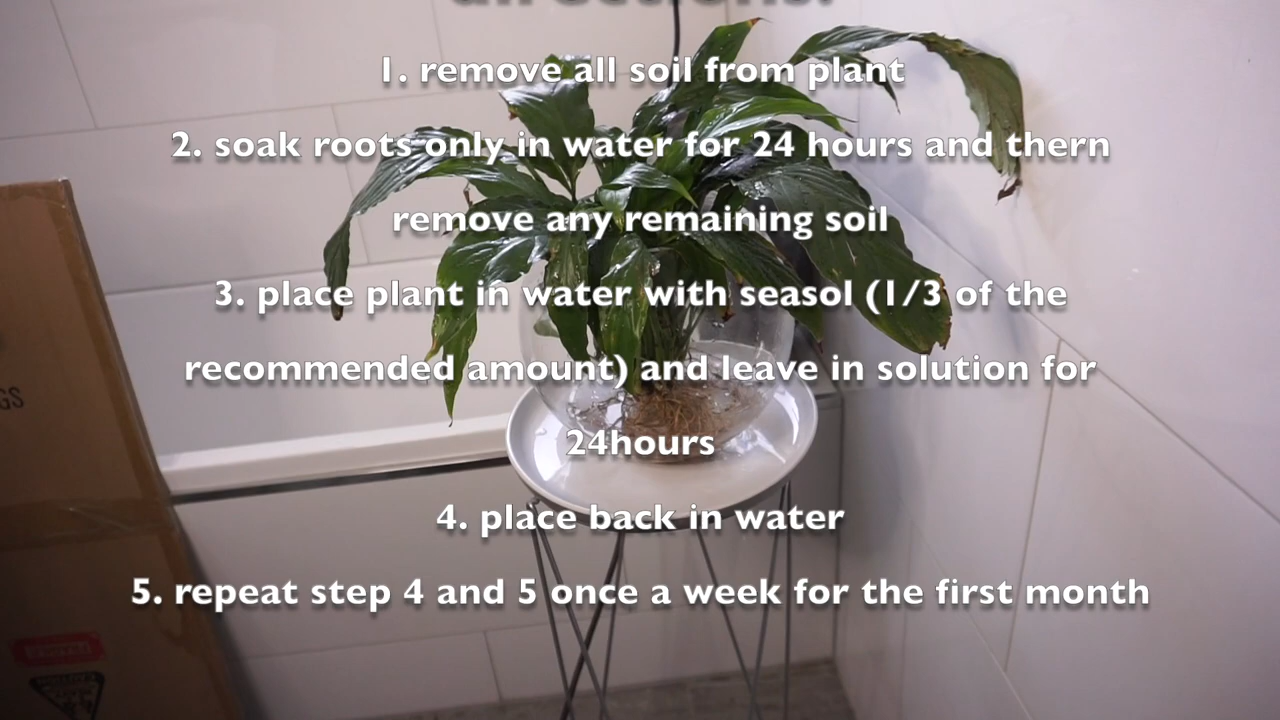 directions:
1. remove all soil from plant
2. soak roots only in water for 24 hours and thern
remove any remaining soil
3. place plant in water with seasol (1/3 of the
recommended amount) and leave in solution for
24hours
4. place back in water
5. repeat step 4 and 5 once a week for the first month
GS